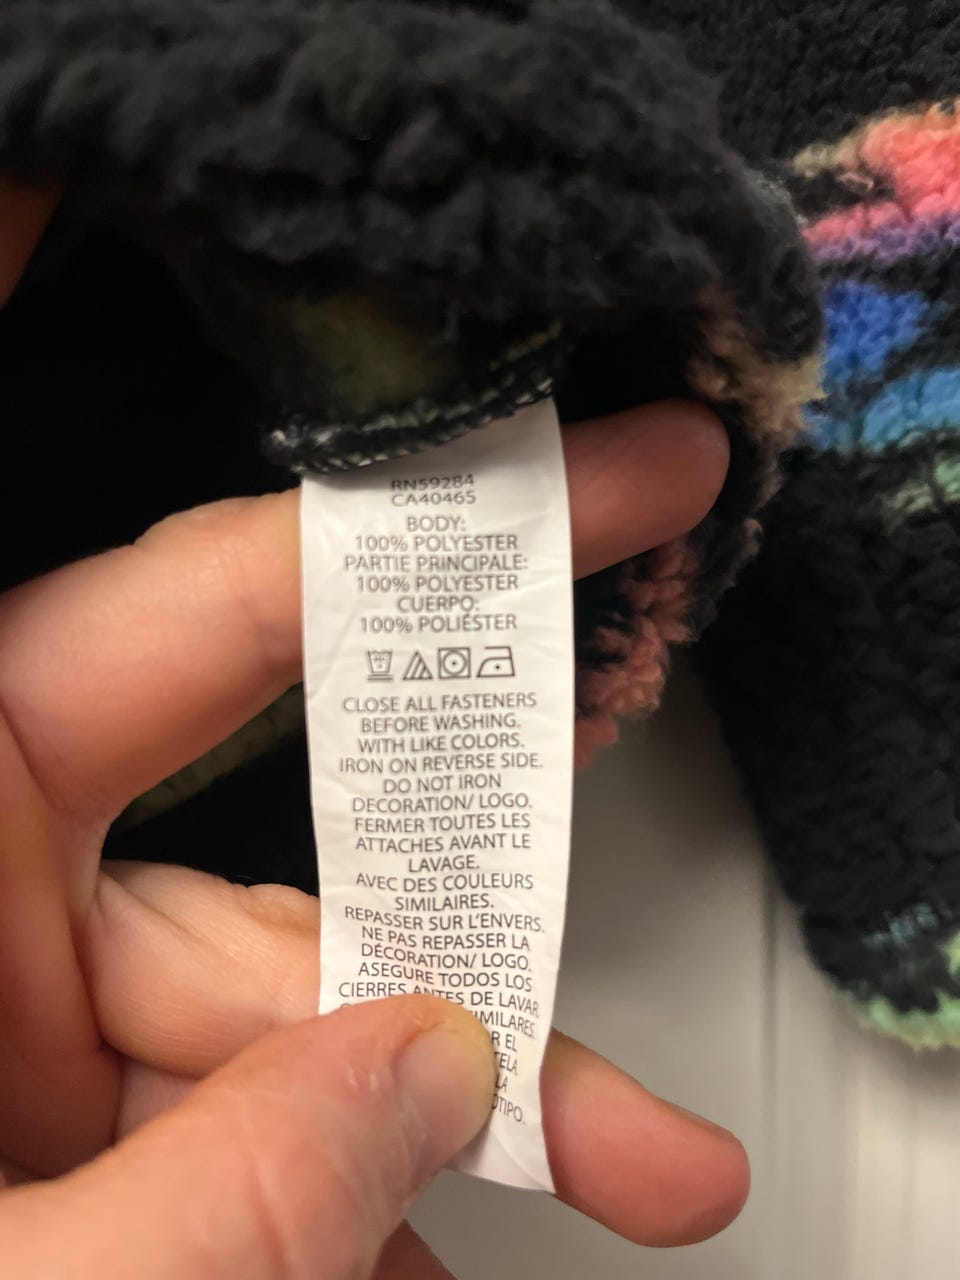 RN59284
CA40465
BODY:
100% POLYESTER
PARTIE PRINCIPALE:
100% POLYESTER
CUERPO:
100% POLIÉSTER
CLOSE ALL FASTENERS
BEFORE WASHING.
WITH LIKE COLORS.
IRON ON REVERSE SIDE.
DO NOT IRON
DECORATION/ LOGO.
FERMER TOUTES LES
ATTACHES AVANT LE
LAVAGE.
AVEC DES COULEURS
SIMILAIRES.
REPASSER SUR L'ENVERS.
NE PAS REPASSER LA
DÉCORATION/ LOGO.
ASEGURE TODOS LOS
CIERRES ANTES DE LAVAR.
EL